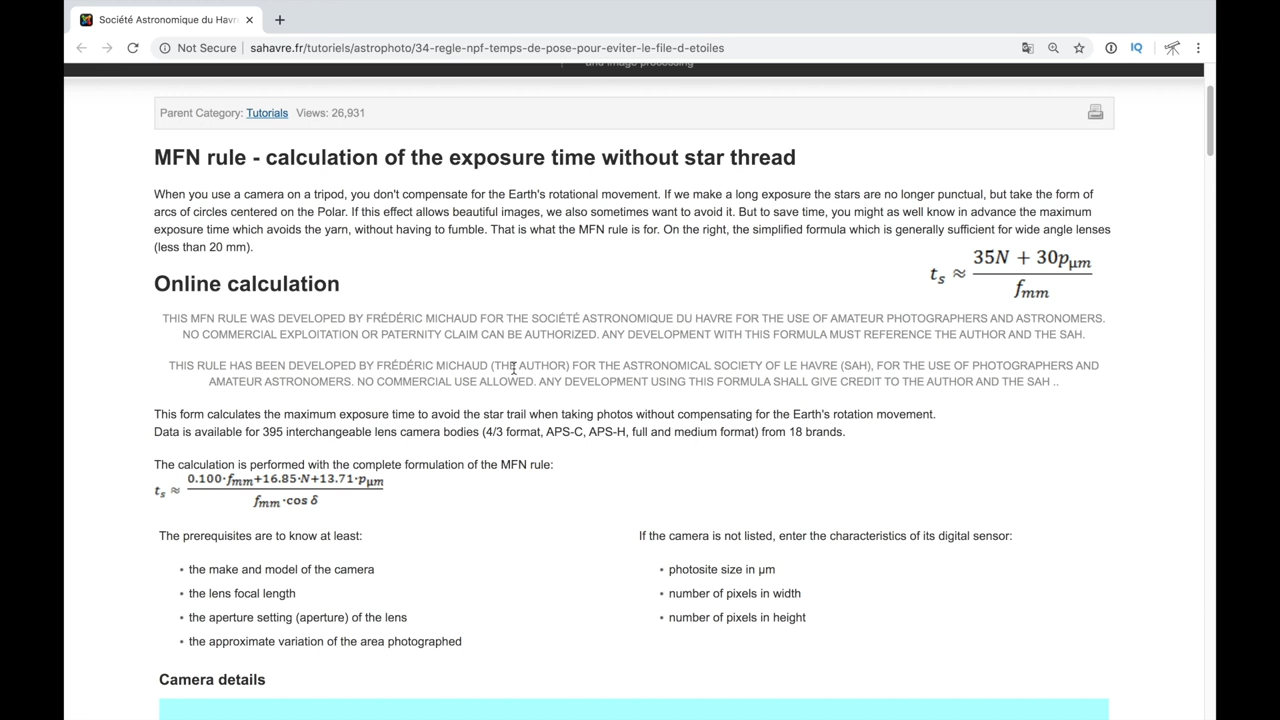 Société Astronomique du Havr
Not Secure
sahavre.fr/tutoriels/astrophoto/34-regle-npf-temps-de-pose-pour-eviter-le-file-d-etoiles
IQ
and image processing
Parent Category: Tutorials Views: 26,931
MFN rule - calculation of the exposure time without star thread
When you use a camera on a tripod, you don't compensate for the Earth's rotational movement. If we make a long exposure the stars are no longer punctual, but take the form of
arcs of circles centered on the Polar. If this effect allows beautiful images, we also sometimes want to avoid it. But to save time, you might as well know in advance the maximum
exposure time which avoids the yarn, without having to fumble. That is what the MFN rule is for. On the right, the simplified formula which is generally sufficient for wide angle lenses
(less than 20 mm).
t_s ≈ (35N + 30p_μm) / f_mm
Online calculation
THIS MFN RULE WAS DEVELOPED BY FRÉDÉRIC MICHAUD FOR THE SOCIÉTÉ ASTRONOMIQUE DU HAVRE FOR THE USE OF AMATEUR PHOTOGRAPHERS AND ASTRONOMERS.
NO COMMERCIAL EXPLOITATION OR PATERNITY CLAIM CAN BE AUTHORIZED. ANY DEVELOPMENT WITH THIS FORMULA MUST REFERENCE THE AUTHOR AND THE SAH.
THIS RULE HAS BEEN DEVELOPED BY FRÉDÉRIC MICHAUD (THE AUTHOR) FOR THE ASTRONOMICAL SOCIETY OF LE HAVRE (SAH), FOR THE USE OF PHOTOGRAPHERS AND
AMATEUR ASTRONOMERS. NO COMMERCIAL USE ALLOWED. ANY DEVELOPMENT USING THIS FORMULA SHALL GIVE CREDIT TO THE AUTHOR AND THE SAH ..
This form calculates the maximum exposure time to avoid the star trail when taking photos without compensating for the Earth's rotation movement.
Data is available for 395 interchangeable lens camera bodies (4/3 format, APS-C, APS-H, full and medium format) from 18 brands.
The calculation is performed with the complete formulation of the MFN rule:
t_s ≈ (0.100·f_mm+16.85·N+13.71·p_μm) / (f_mm·cos δ)
The prerequisites are to know at least:
▪ the make and model of the camera
▪ the lens focal length
▪ the aperture setting (aperture) of the lens
▪ the approximate variation of the area photographed
If the camera is not listed, enter the characteristics of its digital sensor:
▪ photosite size in μm
▪ number of pixels in width
▪ number of pixels in height
Camera details